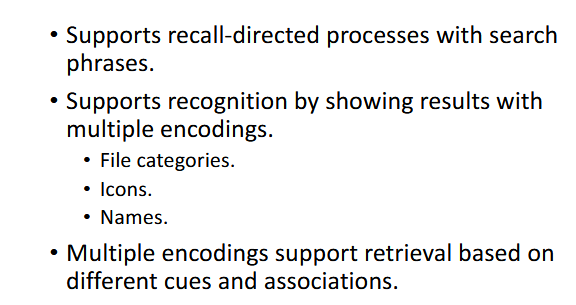 • Supports recall-directed processes with search
phrases.
• Supports recognition by showing results with
multiple encodings.
• File categories.
• Icons.
• Names.
• Multiple encodings support retrieval based on
different cues and associations.